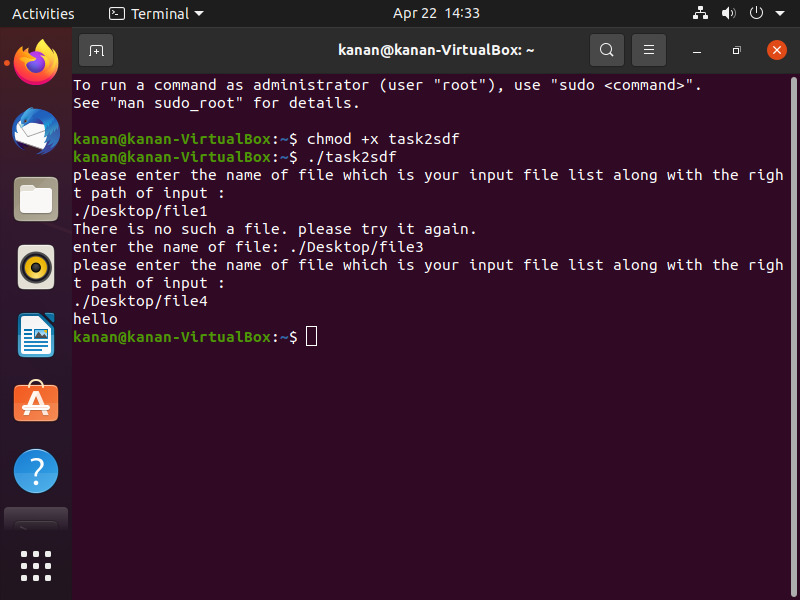 Activities
Terminal
Apr 22 14:33
kanan@kanan-VirtualBox: ~
To run a command as administrator (user "root"), use "sudo <command>".
See "man sudo_root" for details.
kanan@kanan-VirtualBox:~$ chmod +x task2sdf
kanan@kanan-VirtualBox:~$ ./task2sdf
please enter the name of file which is your input file list along with the righ
t path of input :
./Desktop/file1
There is no such a file. please try it again.
enter the name of file: ./Desktop/file3
please enter the name of file which is your input file list along with the righ
t path of input :
./Desktop/file4
hello
kanan@kanan-VirtualBox:~$